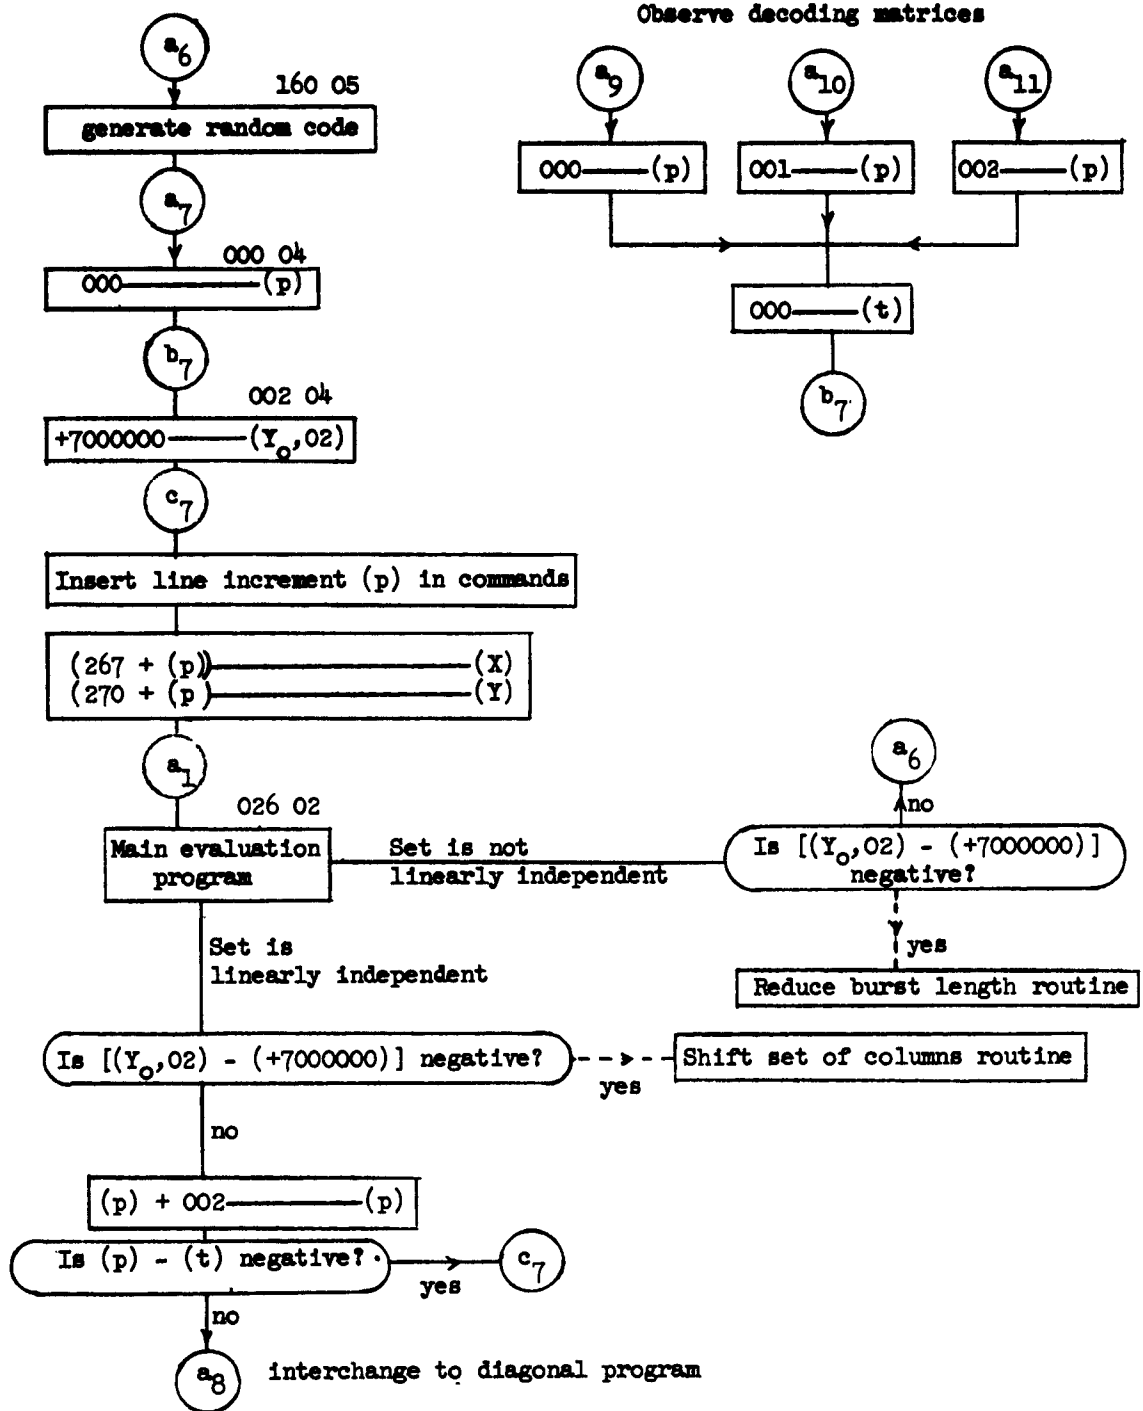 Observe decoding matrices
a6
160 05
generate random code
a7
000 04
000——(p)
b7
002 04
+7000000——(Yo,02)
c7
Insert line increment (p) in commands
(267 + (p))——(X)
(270 + (p)——(Y)
a1
026 02
Main evaluation
program
Set is not
linearly independent
Is [(Yo,02) - (+7000000)]
negative?
no
a6
yes
Reduce burst length routine
Set is
linearly independent
Is [(Yo,02) - (+7000000)] negative?
yes
Shift set of columns routine
no
(p) + 002——(p)
Is (p) - (t) negative?
yes
c7
no
a8
interchange to diagonal program
a9
a10
a11
000——(p)
001——(p)
002——(p)
000——(t)
b7